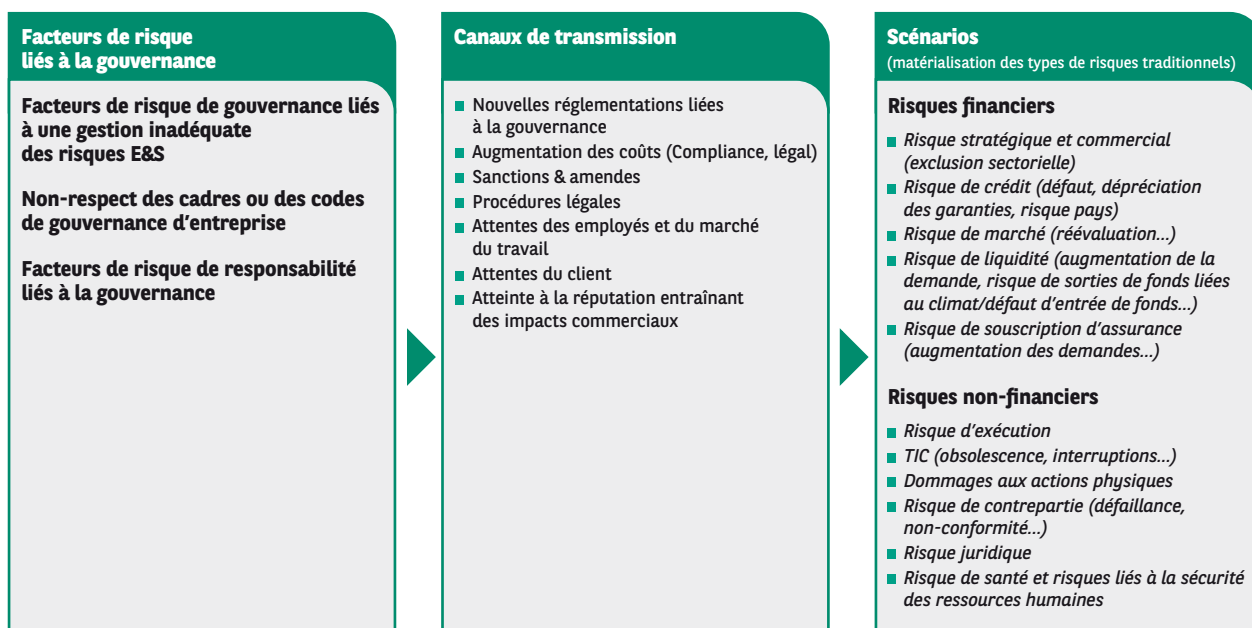 Facteurs de risque
liés à la gouvernance
Facteurs de risque de gouvernance liés
à une gestion inadéquate
des risques E&S
Non-respect des cadres ou des codes
de gouvernance d'entreprise
Facteurs de risque de responsabilité
liés à la gouvernance
Canaux de transmission
Nouvelles réglementations liées
à la gouvernance
Augmentation des coûts (Compliance, légal)
Sanctions & amendes
Procédures légales
Attentes des employés et du marché
du travail
Attentes du client
Atteinte à la réputation entraînant
des impacts commerciaux
Scénarios
(matérialisation des types de risques traditionnels)
Risques financiers
Risque stratégique et commercial
(exclusion sectorielle)
Risque de crédit (défaut, dépréciation
des garanties, risque pays)
Risque de marché (réévaluation...)
Risque de liquidité (augmentation de la
demande, risque de sorties de fonds liées
au climat/défaut d'entrée de fonds...)
Risque de souscription d'assurance
(augmentation des demandes...)
Risques non-financiers
Risque d'exécution
TIC (obsolescence, interruptions...)
Dommages aux actions physiques
Risque de contrepartie (défaillance,
non-conformité...)
Risque juridique
Risque de santé et risques liés à la sécurité
des ressources humaines